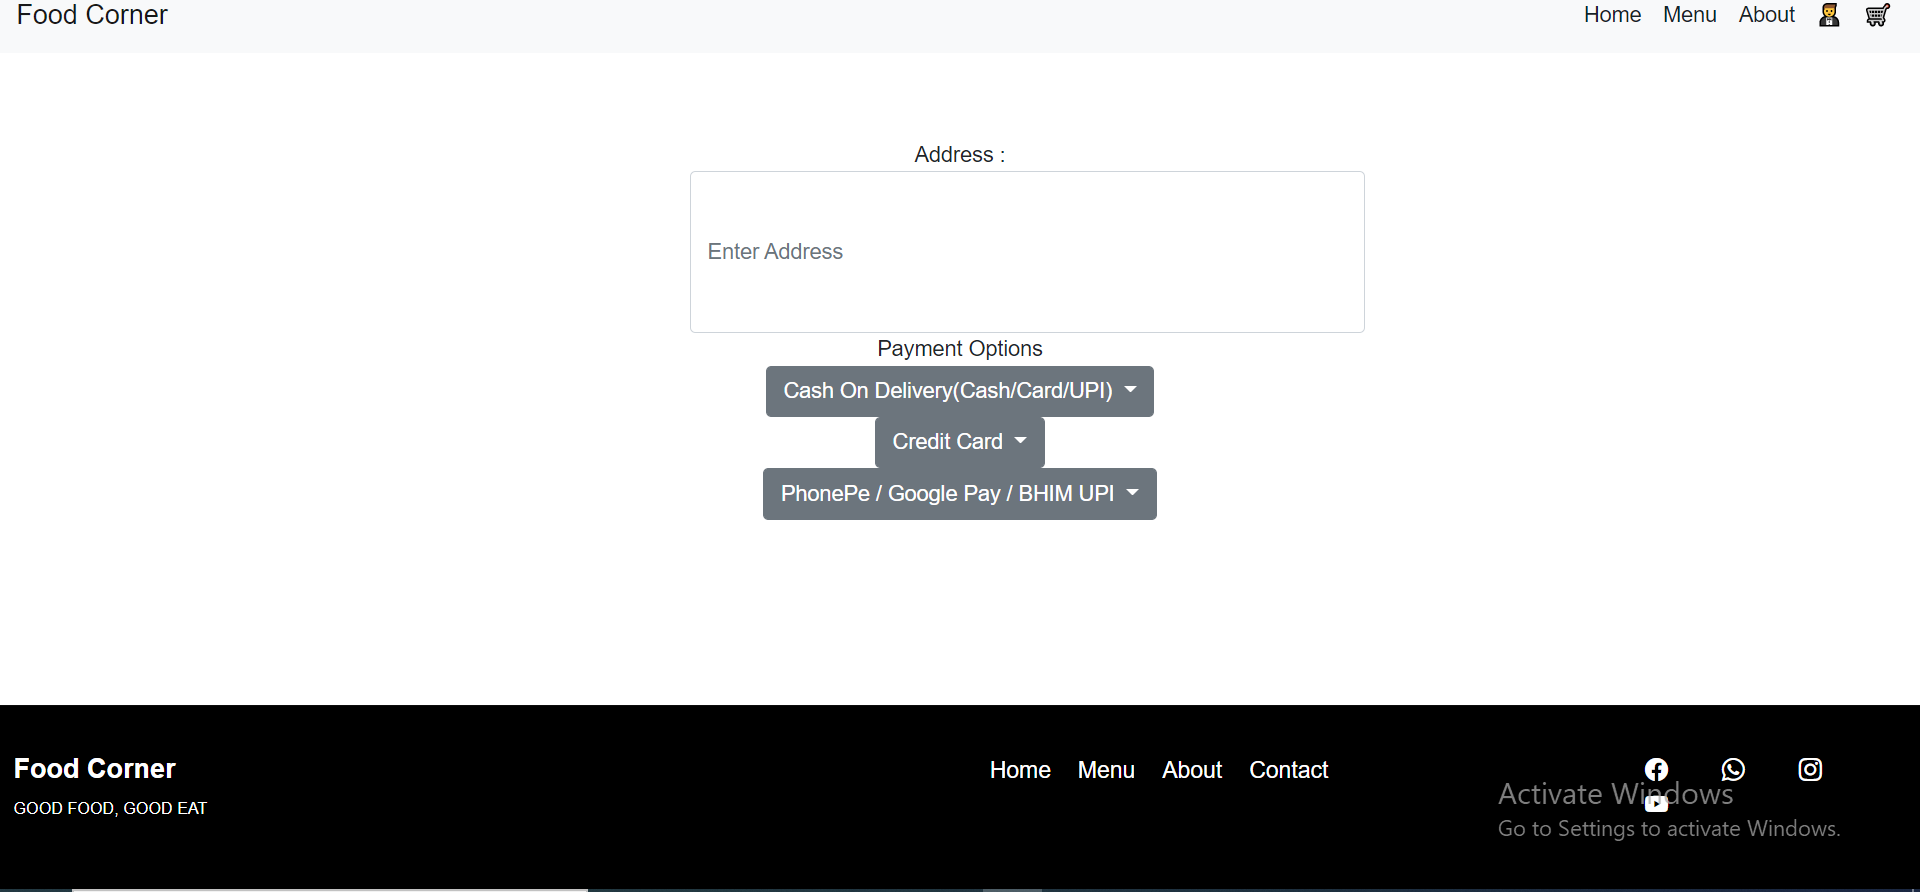 Food Corner
Home Menu About
Address :
Enter Address
Payment Options
Cash On Delivery(Cash/Card/UPI)
Credit Card
PhonePe / Google Pay / BHIM UPI
Food Corner
GOOD FOOD, GOOD EAT
Home Menu About Contact
Activate Windows
Go to Settings to activate Windows.